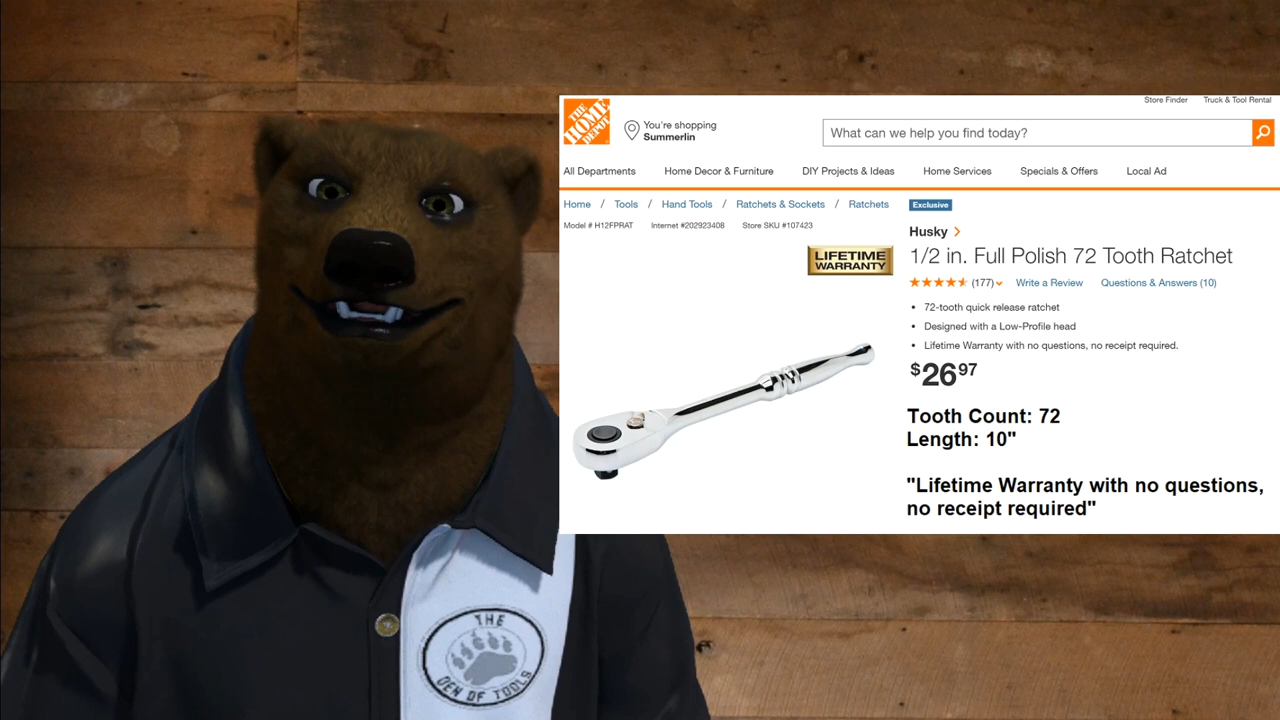 Store Finder Truck & Tool Rental
THE HOME DEPOT
You're shopping
Summerlin
What can we help you find today?
All Departments Home Decor & Furniture DIY Projects & Ideas Home Services Specials & Offers Local Ad
Home / Tools / Hand Tools / Ratchets & Sockets / Ratchets
Model # H12FPRAT Internet #202923408 Store SKU #107423
LIFETIME
WARRANTY
Exclusive
Husky
1/2 in. Full Polish 72 Tooth Ratchet
(177) Write a Review Questions & Answers (10)
• 72-tooth quick release ratchet
• Designed with a Low-Profile head
• Lifetime Warranty with no questions, no receipt required.
$26 97
Tooth Count: 72
Length: 10"
"Lifetime Warranty with no questions,
no receipt required"
THE
DEN OF TOOLS